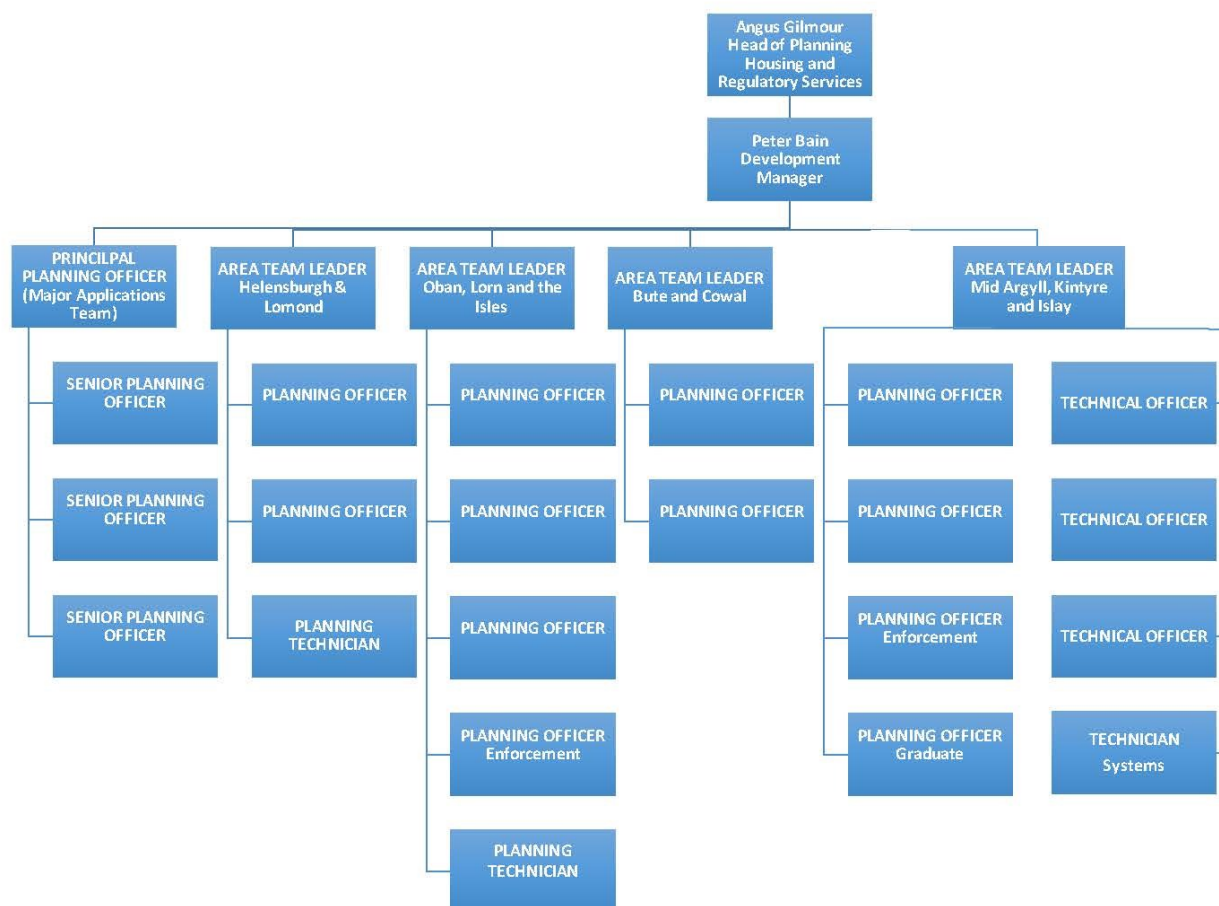 Angus Gilmour
Head of Planning
Housing and
Regulatory Services
Peter Bain
Development
Manager
PRINCILPAL
PLANNING OFFICER
(Major Applications
Team)
AREA TEAM LEADER
Helensburgh &
Lomond
AREA TEAM LEADER
Oban, Lorn and the
Isles
AREA TEAM LEADER
Bute and Cowal
AREA TEAM LEADER
Mid Argyll, Kintyre
and Islay
SENIOR PLANNING
OFFICER
SENIOR PLANNING
OFFICER
SENIOR PLANNING
OFFICER
PLANNING OFFICER
PLANNING OFFICER
PLANNING
TECHNICIAN
PLANNING OFFICER
PLANNING OFFICER
PLANNING OFFICER
PLANNING OFFICER
Enforcement
PLANNING
TECHNICIAN
PLANNING OFFICER
PLANNING OFFICER
PLANNING OFFICER
PLANNING OFFICER
PLANNING OFFICER
Enforcement
PLANNING OFFICER
Graduate
TECHNICAL OFFICER
TECHNICAL OFFICER
TECHNICAL OFFICER
TECHNICIAN
Systems